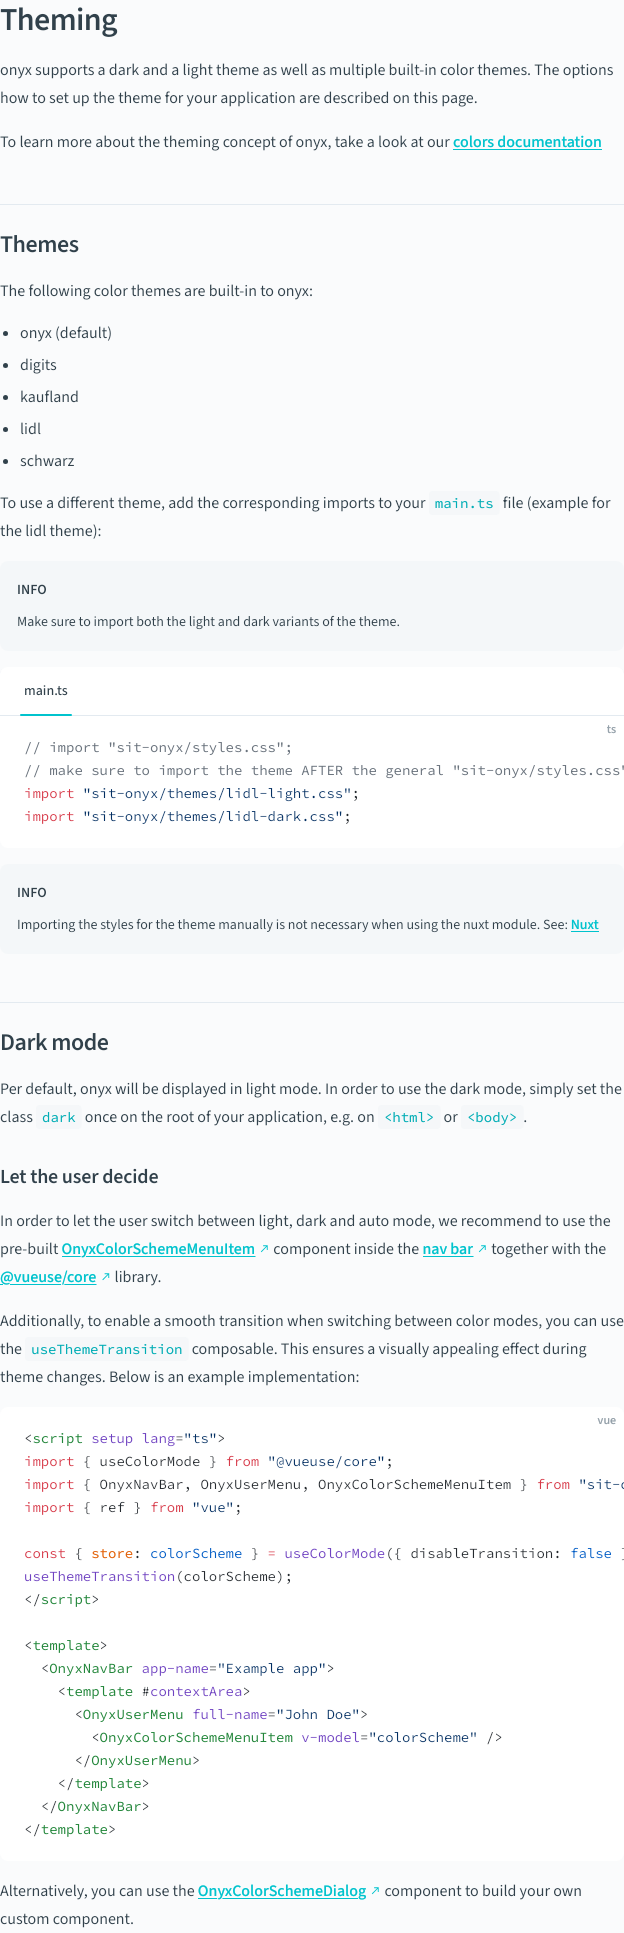 Theming
onyx supports a dark and a light theme as well as multiple built-in color themes. The options
how to set up the theme for your application are described on this page.
To learn more about the theming concept of onyx, take a look at our colors documentation
Themes
The following color themes are built-in to onyx:
• onyx (default)
• digits
• kaufland
• lidl
• schwarz
To use a different theme, add the corresponding imports to your main.ts file (example for
the lidl theme):
INFO
Make sure to import both the light and dark variants of the theme.
main.ts
ts
// import "sit-onyx/styles.css";
// make sure to import the theme AFTER the general "sit-onyx/styles.css"
import "sit-onyx/themes/lidl-light.css";
import "sit-onyx/themes/lidl-dark.css";
INFO
Importing the styles for the theme manually is not necessary when using the nuxt module. See: Nuxt
Dark mode
Per default, onyx will be displayed in light mode. In order to use the dark mode, simply set the
class dark once on the root of your application, e.g. on <html> or <body>.
Let the user decide
In order to let the user switch between light, dark and auto mode, we recommend to use the
pre-built OnyxColorSchemeMenuItem ↗ component inside the nav bar ↗ together with the
@vueuse/core ↗ library.
Additionally, to enable a smooth transition when switching between color modes, you can use
the useThemeTransition composable. This ensures a visually appealing effect during
theme changes. Below is an example implementation:
vue
<script setup lang="ts">
import { useColorMode } from "@vueuse/core";
import { OnyxNavBar, OnyxUserMenu, OnyxColorSchemeMenuItem } from "sit-
import { ref } from "vue";
const { store: colorScheme } = useColorMode({ disableTransition: false }
useThemeTransition(colorScheme);
</script>
<template>
  <OnyxNavBar app-name="Example app">
    <template #contextArea>
      <OnyxUserMenu full-name="John Doe">
        <OnyxColorSchemeMenuItem v-model="colorScheme" />
      </OnyxUserMenu>
    </template>
  </OnyxNavBar>
</template>
Alternatively, you can use the OnyxColorSchemeDialog ↗ component to build your own
custom component.